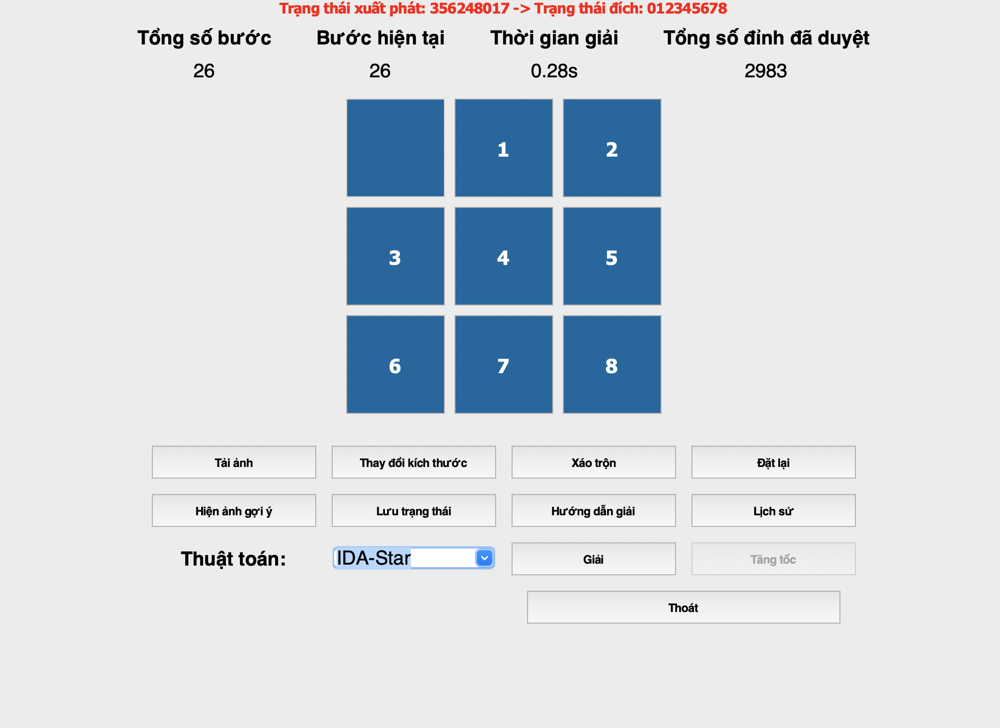 Trạng thái xuất phát: 356248017 -> Trạng thái đích: 012345678
Tổng số bước Bước hiện tại Thời gian giải Tổng số đỉnh đã duyệt
26 26 0.28s 2983
1 2
3 4 5
6 7 8
Tải ảnh Thay đổi kích thước Xáo trộn Đặt lại
Hiện ảnh gợi ý Lưu trạng thái Hướng dẫn giải Lịch sử
Thuật toán: IDA-Star Giải Tăng tốc
Thoát